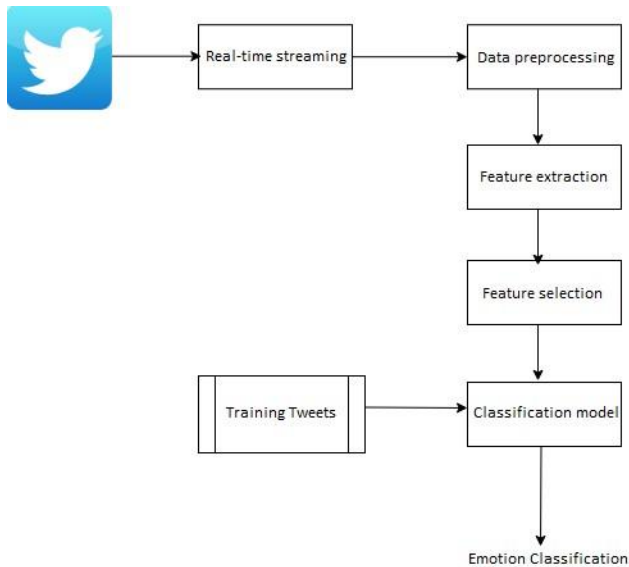 Real-time streaming
Data preprocessing
Feature extraction
Feature selection
Training Tweets
Classification model
Emotion Classification